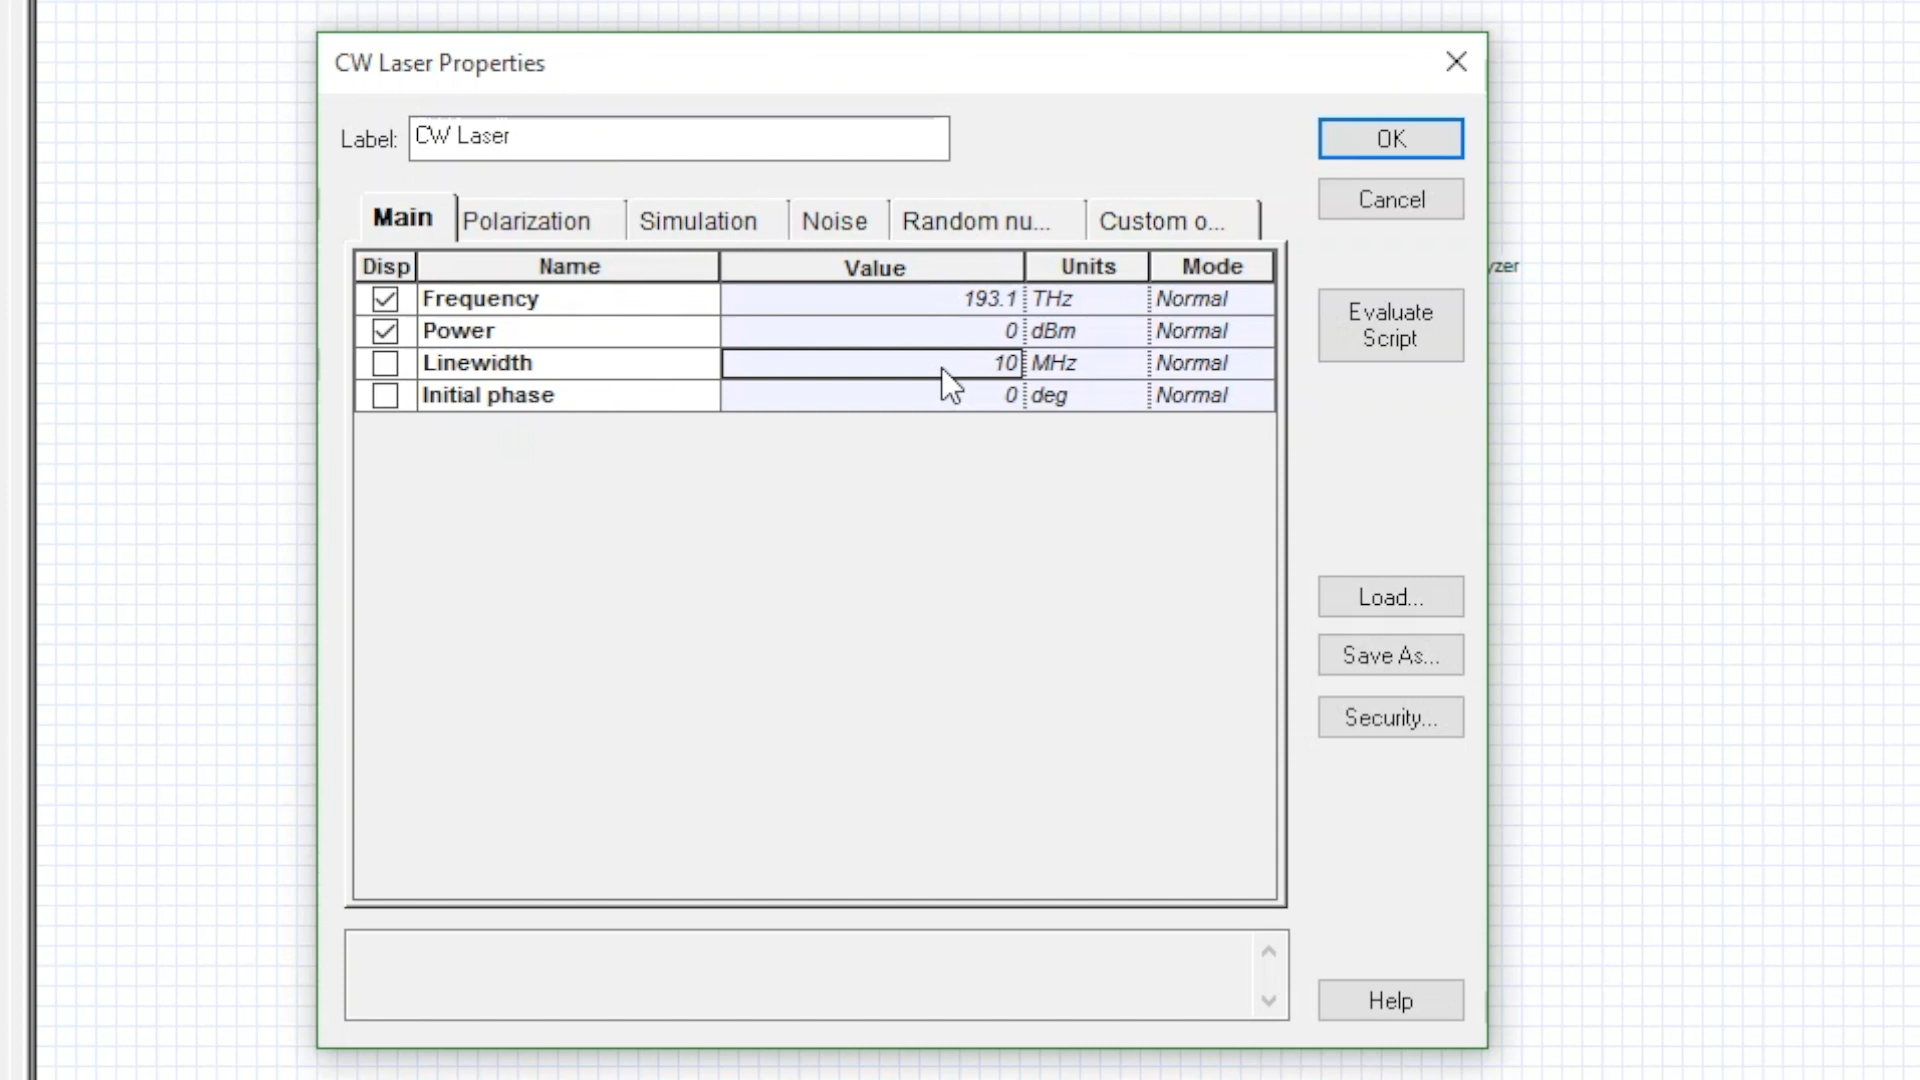 CW Laser Properties
Label: CW Laser
OK
Cancel
Main Polarization Simulation Noise Random nu... Custom o...
Disp Name Value Units Mode
yzer
Frequency 193.1 THz Normal
Power 0 dBm Normal
Linewidth 10 MHz Normal
Initial phase 0 deg Normal
Evaluate
Script
Load...
Save As...
Security...
Help